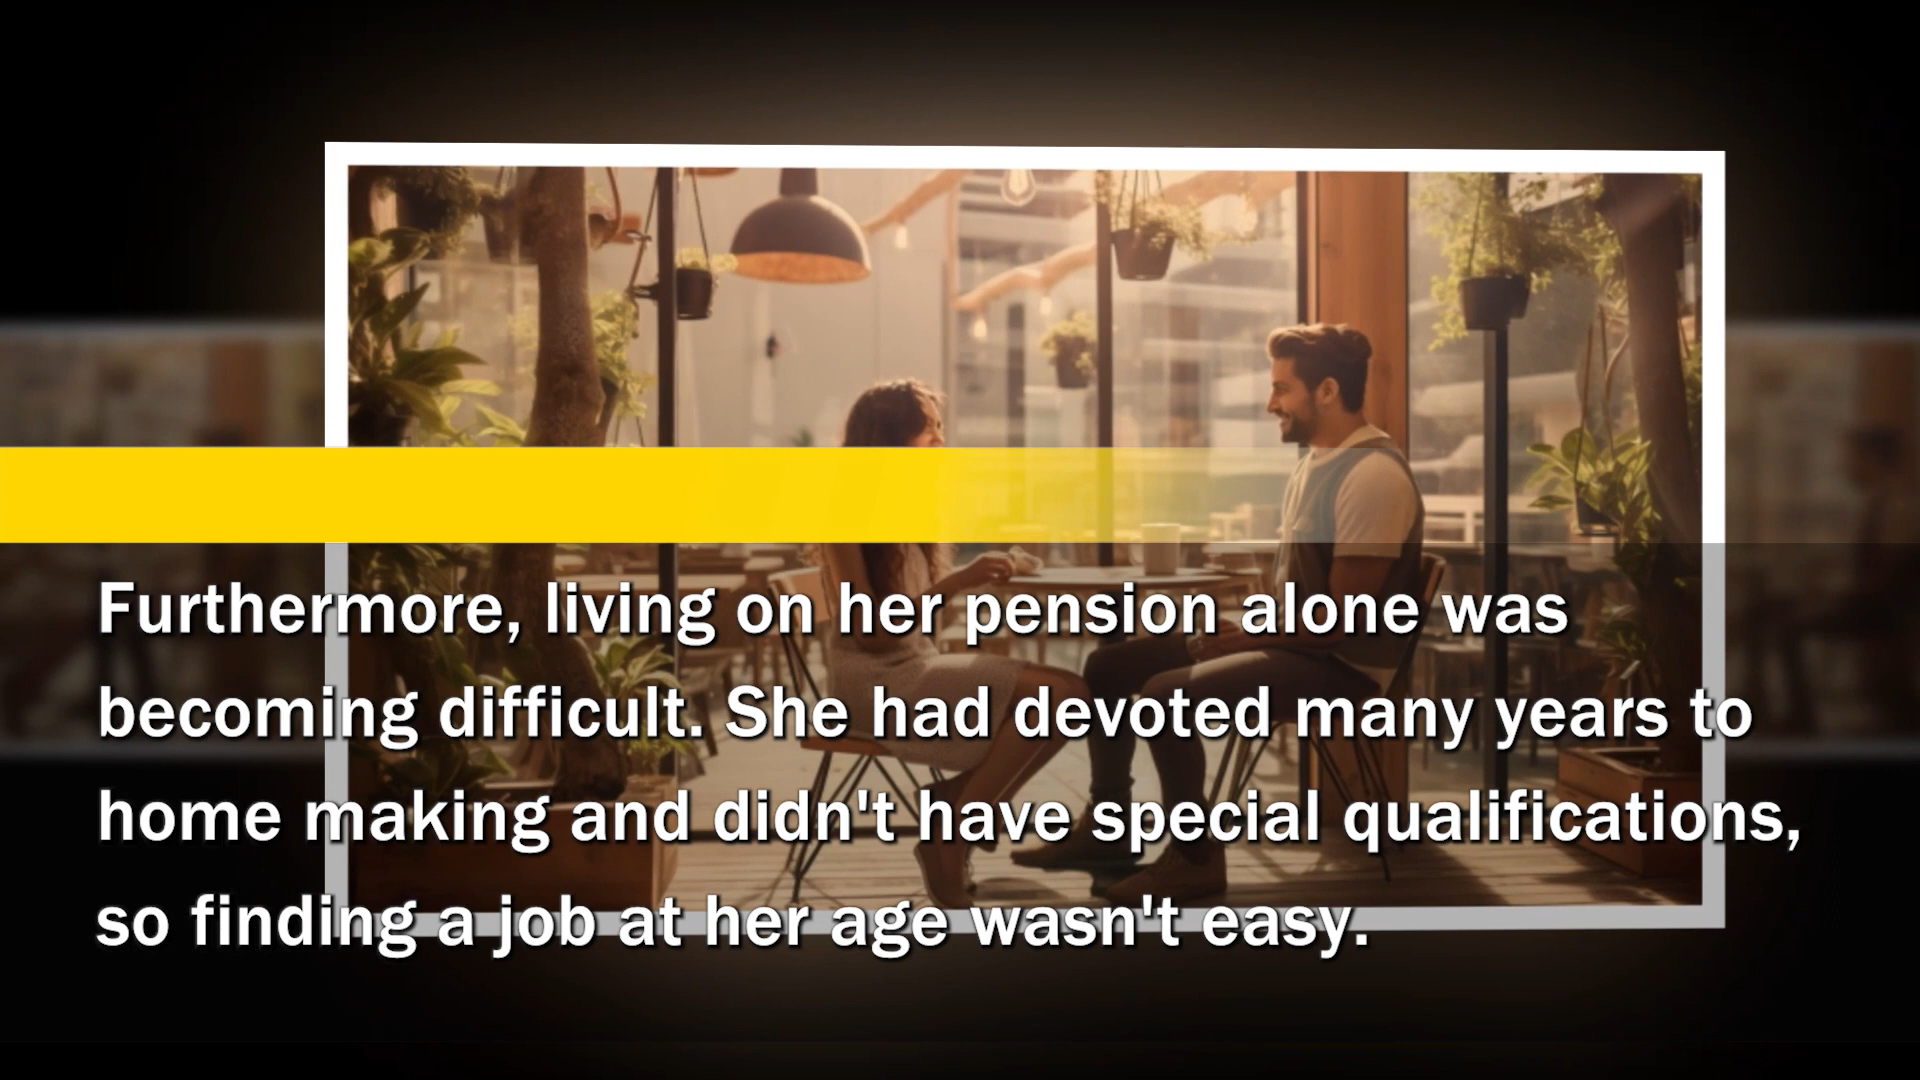 Furthermore, living on her pension alone was
becoming difficult. She had devoted many years to
home making and didn't have special qualifications,
so finding a job at her age wasn't easy.